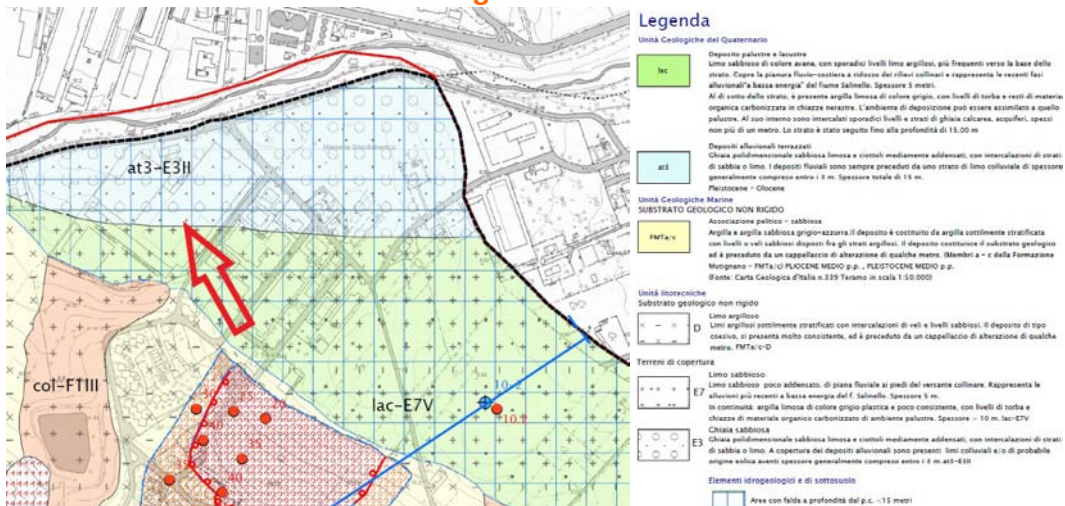 at3-E3II
col-FTIII
lac-E7V
10.2
10.2
40
Legenda
Unità Geologiche del Quaternario
lac
Deposito palustre e lacustre
Limo sabbioso di colore avana, con sporadici livelli limo argillosi, più frequenti verso la base dello
strato. Copre la pianura fluvio-costiera a ridosso dei rilievi collinari e rappresenta le recenti fasi
alluvionali"a bassa energia" del fiume Salinello. Spessore 5 metri.
Al di sotto dello strato, è presente argilla limosa di colore grigio, con livelli di torba e resti di materia
organica carbonizzata in chiazze nerastre. L'ambiente di deposizione può essere assimilato a quello
palustre. Al suo interno sono intercalati sporadici livelli e strati di ghiaia calcarea, acquiferi, spessi
non più di un metro. Lo strato è stato seguito fino alla profondità di 15.00 m
at3
Depositi alluvionali terrazzati
Ghiaia polidimensionale sabbiosa limosa e ciottoli mediamente addensati, con intercalazioni di strati
di sabbia o limo. I depositi fluviali sono sempre preceduti da uno strato di limo colluviale di spessore
generalmente compreso entro i 3 m. Spessore totale di 15 m.
Pleistocene - Olocene
Unità Geologiche Marine
SUBSTRATO GEOLOGICO NON RIGIDO
FMTa/c
Associazione pelitico - sabbiosa
Argilla e argilla sabbiosa grigio-azzurra.Il deposito è costituito da argilla sottilmente stratificata
con livelli o veli sabbiosi disposti fra gli strati argillosi. Il deposito costituisce il substrato geologico
ed è preceduto da un cappellaccio di alterazione di qualche metro. (Membri a - c della Formazione
Mutignano - FMTa/c) PLIOCENE MEDIO p.p. , PLEISTOCENE MEDIO p.p.
(Fonte: Carta Geologica d'Italia n.339 Teramo in scala 1:50.000)
Unità litotecniche
Substrato geologico non rigido
D
Limo argilloso
Limi argillosi sottilmente stratificati con intercalazioni di veli e livelli sabbiosi. Il deposito di tipo
coesivo, si presenta molto consistente, ed è preceduto da un cappellaccio di alterazione di qualche
metro. FMTa/c-D
Terreni di copertura
E7
Limo sabbioso
Limo sabbioso poco addensato, di piana fluviale ai piedi del versante collinare. Rappresenta le
alluvioni più recenti a bassa energia del f. Salinello. Spessore 5 m.
In continuità: argilla limosa di colore grigio plastica e poco consistente, con livelli di torba e
chiazze di materiale organico carbonizzato di ambiente palustre. Spessore > 10 m. lac-E7V
E3
Ghiaia sabbiosa
Ghiaia polidimensionale sabbiosa limosa e ciottoli mediamente addensati, con intercalazioni di strati
di sabbia o limo. A copertura dei depositi alluvionali sono presenti limi colluviali e/o di probabile
origine eolica aventi spessore generalmente compreso entro i 3 m.at3-E3II
Elementi idrogeologici e di sottosuolo
Aree con falda a profondità dal p.c. <15 metri